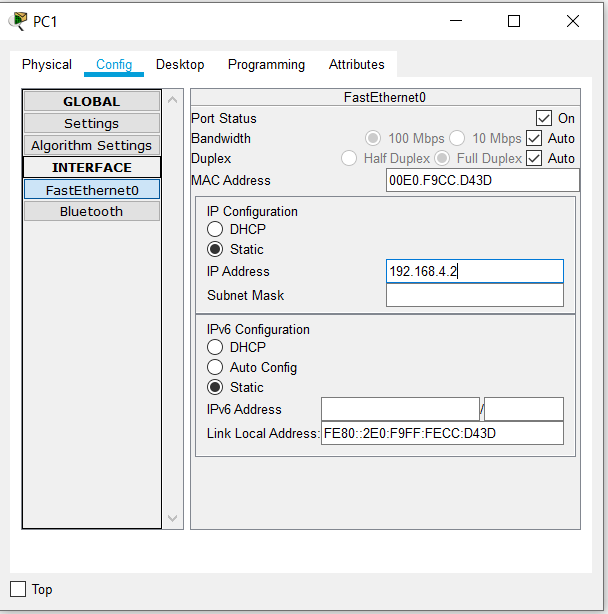 PC1
Physical Config Desktop Programming Attributes
GLOBAL
Settings
Algorithm Settings
INTERFACE
FastEthernet0
Bluetooth
FastEthernet0
Port Status On
Bandwidth 100 Mbps 10 Mbps Auto
Duplex Half Duplex Full Duplex Auto
MAC Address 00E0.F9CC.D43D
IP Configuration
DHCP
Static
IP Address 192.168.4.2
Subnet Mask
IPv6 Configuration
DHCP
Auto Config
Static
IPv6 Address /
Link Local Address: FE80::2E0:F9FF:FECC:D43D
Top